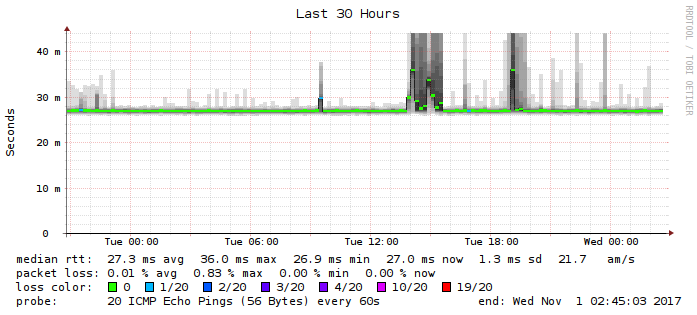 Last 30 Hours
RRDTOOL / TOBI OETIKER
Seconds
40 m
30 m
20 m
10 m
0
Tue 00:00 Tue 06:00 Tue 12:00 Tue 18:00 Wed 00:00
median rtt: 27.3 ms avg 36.0 ms max 26.9 ms min 27.0 ms now 1.3 ms sd 21.7 am/s
packet loss: 0.01 % avg 0.83 % max 0.00 % min 0.00 % now
loss color: 0 1/20 2/20 3/20 4/20 10/20 19/20
probe: 20 ICMP Echo Pings (56 Bytes) every 60s end: Wed Nov 1 02:45:03 2017